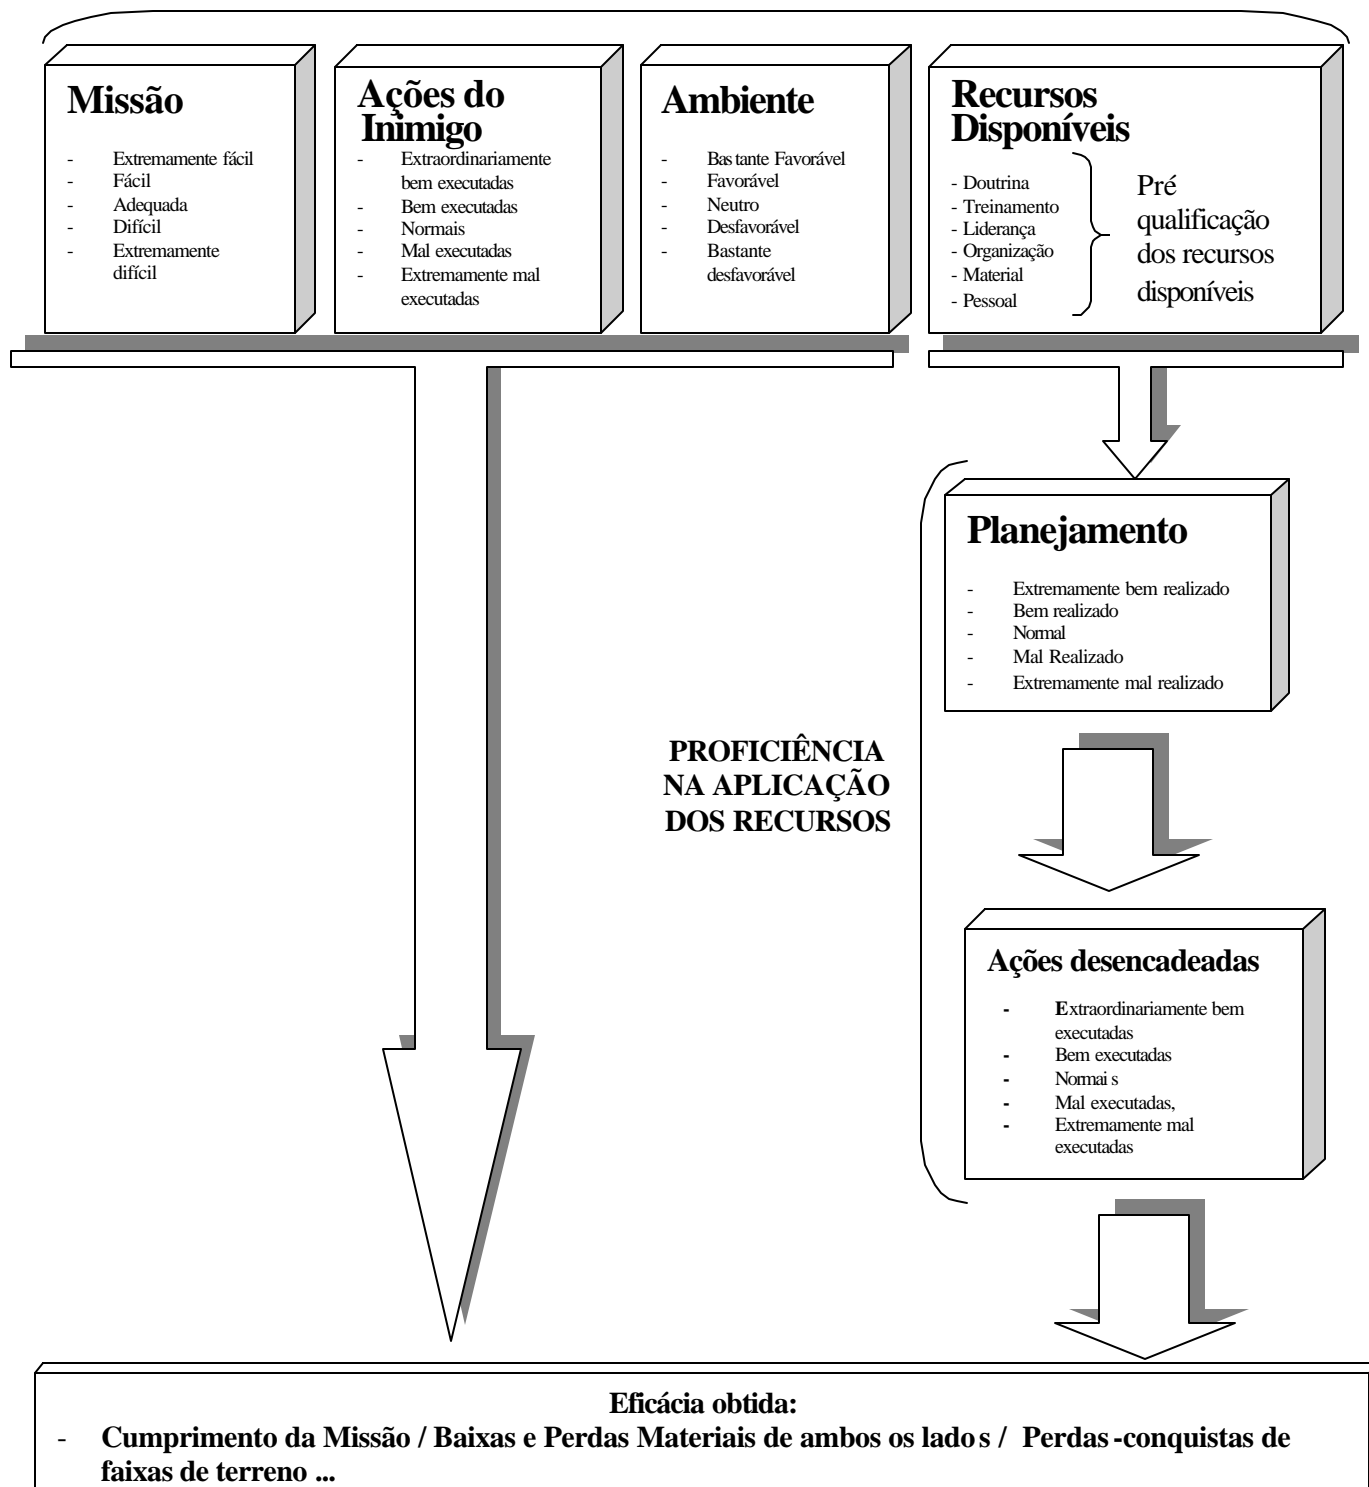 Missão
- Extremamente fácil
- Fácil
- Adequada
- Difícil
- Extremamente
difícil
Ações do
Inimigo
- Extraordinariamente
bem executadas
- Bem executadas
- Normais
- Mal executadas
- Extremamente mal
executadas
Ambiente
- Bastante Favorável
- Favorável
- Neutro
- Desfavorável
- Bastante
desfavorável
Recursos
Disponíveis
- Doutrina
- Treinamento
- Liderança
- Organização
- Material
- Pessoal
Pré
qualificação
dos recursos
disponíveis
Planejamento
- Extremamente bem realizado
- Bem realizado
- Normal
- Mal Realizado
- Extremamente mal realizado
PROFICIÊNCIA
NA APLICAÇÃO
DOS RECURSOS
Ações desencadeadas
- Extraordinariamente bem
executadas
- Bem executadas
- Normais
- Mal executadas,
- Extremamente mal
executadas
Eficácia obtida:
- Cumprimento da Missão / Baixas e Perdas Materiais de ambos os lados / Perdas-conquistas de
faixas de terreno ...